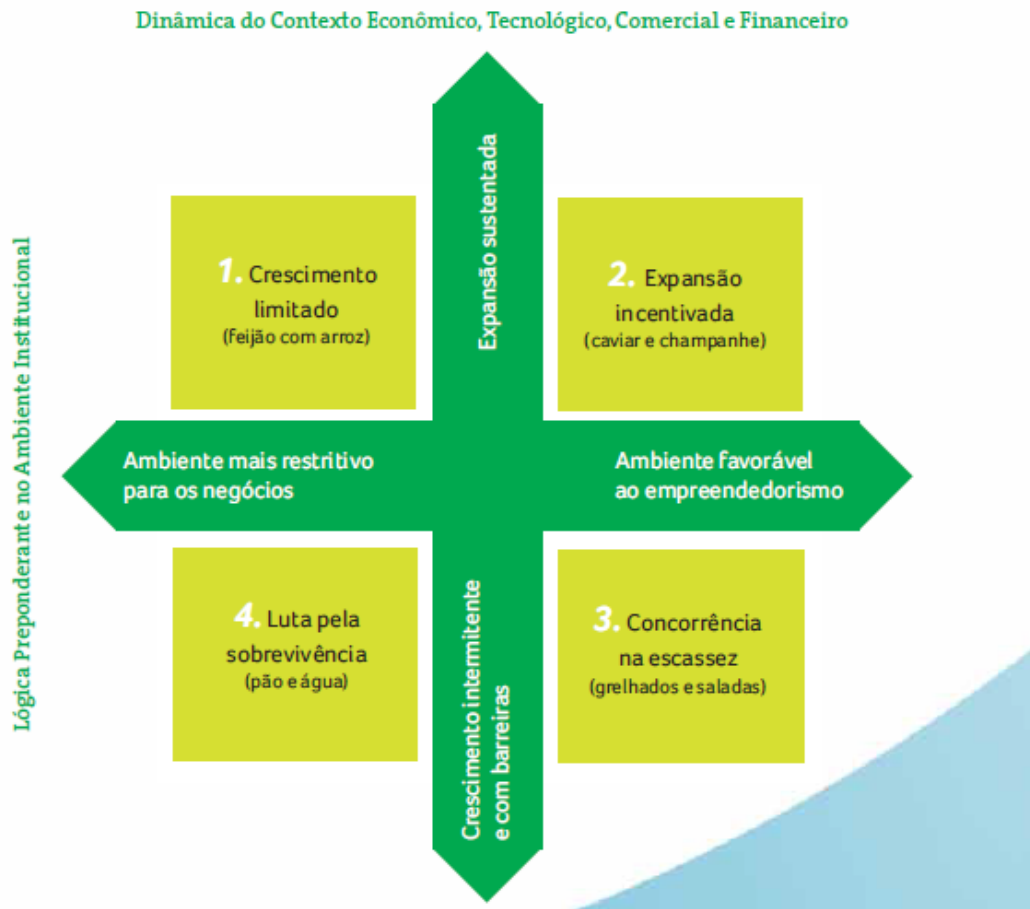 Dinâmica do Contexto Econômico, Tecnológico, Comercial e Financeiro
Lógica Preponderante no Ambiente Institucional
Expansão sustentada
1. Crescimento
limitado
(feijão com arroz)
2. Expansão
incentivada
(caviar e champanhe)
Ambiente mais restritivo
para os negócios
Ambiente favorável
ao empreendedorismo
4. Luta pela
sobrevivência
(pão e água)
3. Concorrência
na escassez
(grelhados e saladas)
Crescimento intermitente
e com barreiras